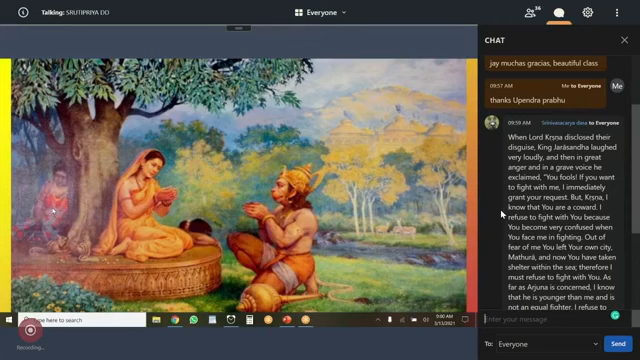 Talking: SRUTIPRIYA DD
Everyone
36
CHAT
jay muchas gracias, beautiful class
09:57 AM
Me to Everyone
Me
thanks Upendra prabhu
09:59 AM
Srinivasacarya dasa to Everyone
When Lord Kṛṣṇa disclosed their
disguise, King Jarāsandha laughed
very loudly, and then in great
anger and in a grave voice he
exclaimed, "You fools! If you want
to fight with me, I immediately
grant your request. But, Kṛṣṇa, I
know that You are a coward. I
refuse to fight with You because
You become very confused when
You face me in fighting. Out of
fear of me You left Your own city,
Mathurā, and now You have taken
shelter within the sea; therefore I
must refuse to fight with You. As
far as Arjuna is concerned, I know
that he is younger than me and is
not an equal fighter. I refuse to
Enter your message
To: Everyone
Send
Type here to search
9:00 AM
3/13/2021
Recording...